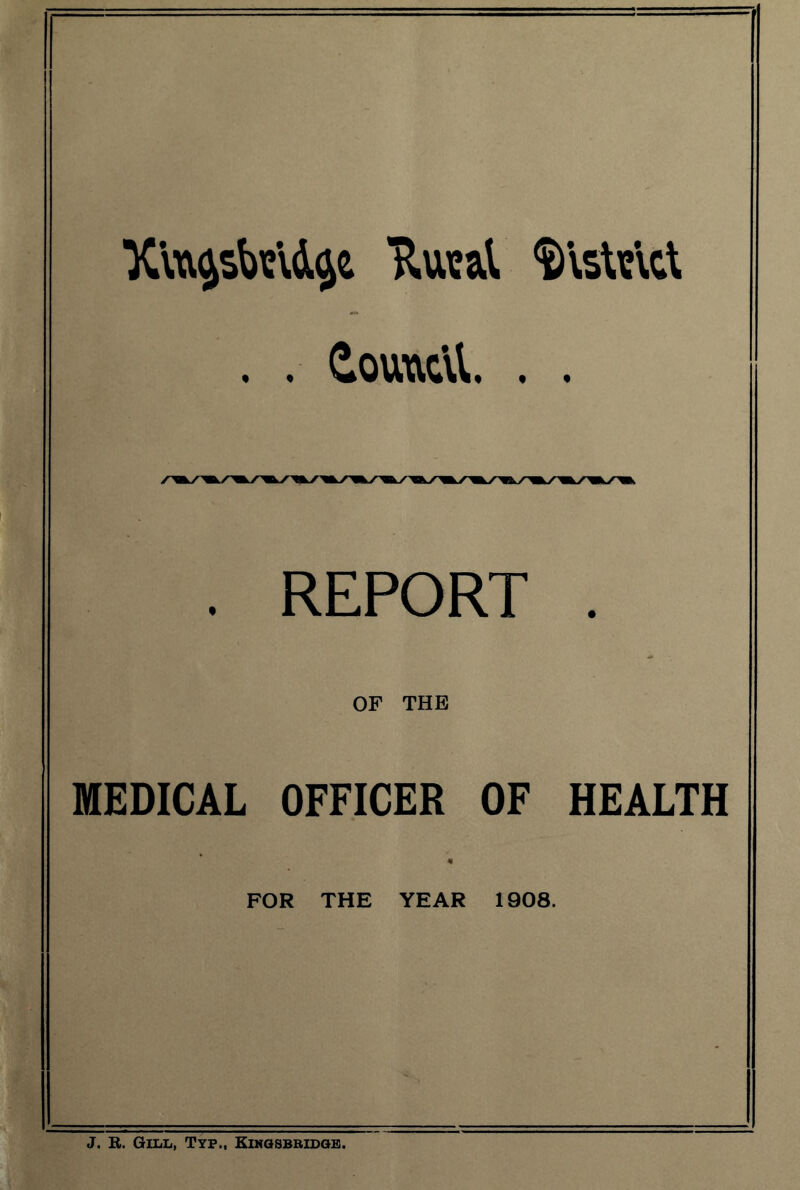 Kingsbridge Rural District
. . Council. . .
. REPORT .
OF THE
MEDICAL OFFICER OF HEALTH
FOR THE YEAR 1908.
J. R. GILL, TYP., KINGSBRIDGE.